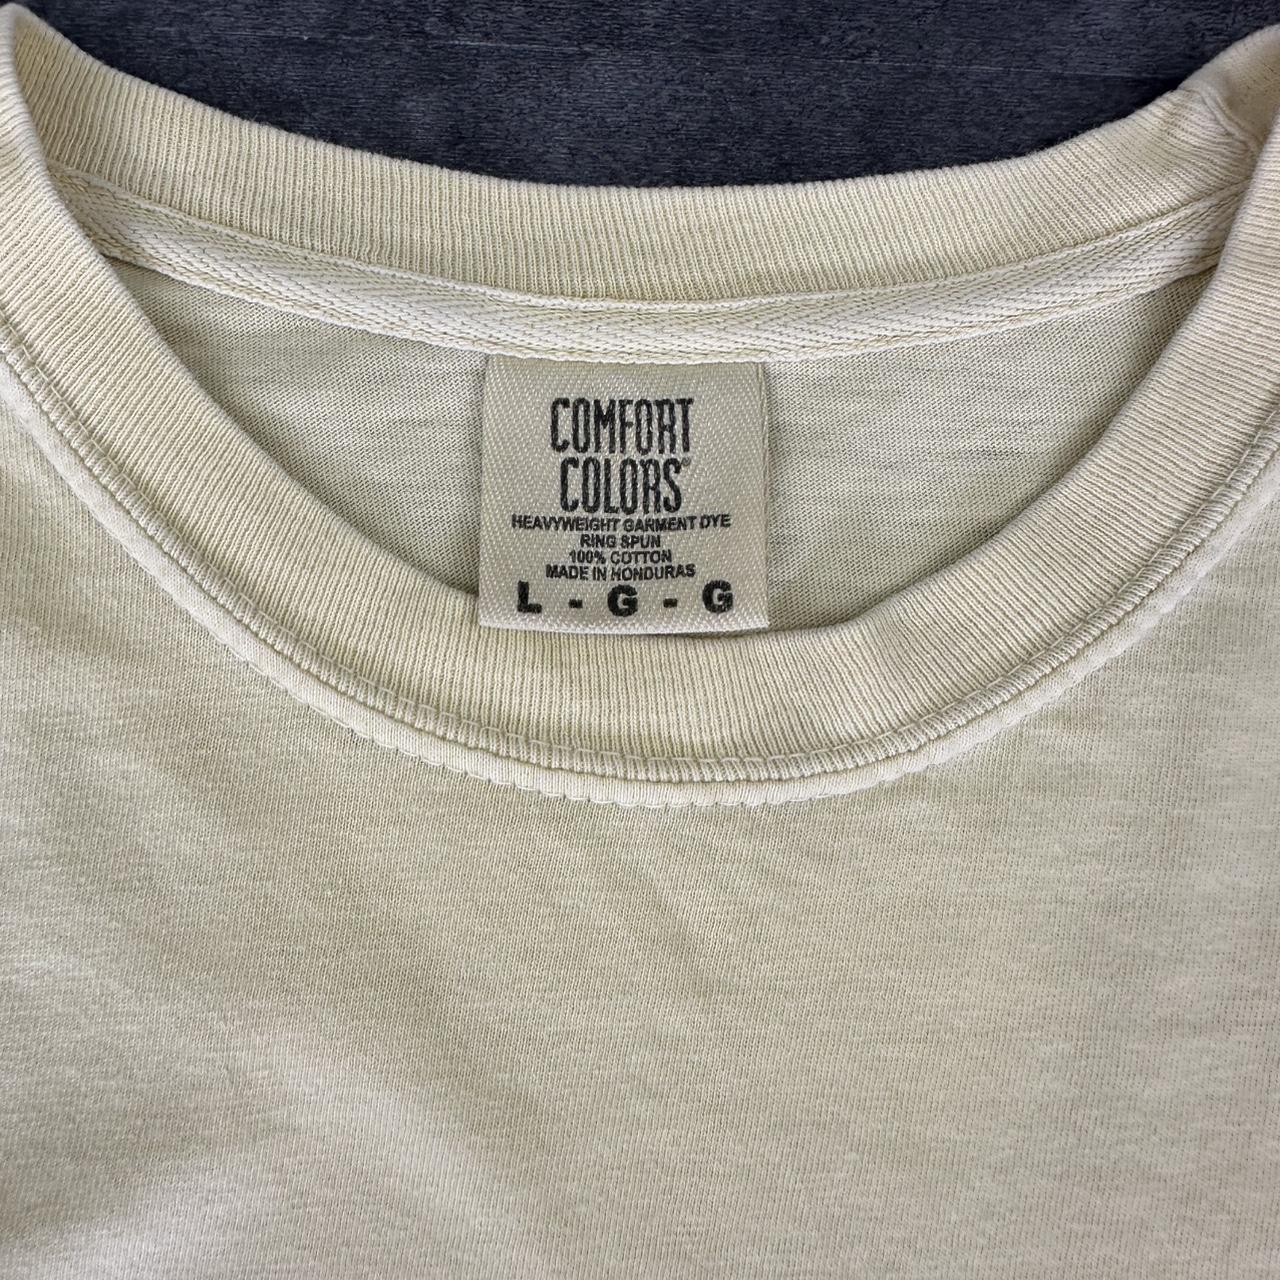 COMFORT
COLORS®
HEAVYWEIGHT GARMENT DYE
RING SPUN
100% COTTON
MADE IN HONDURAS
L - G - G